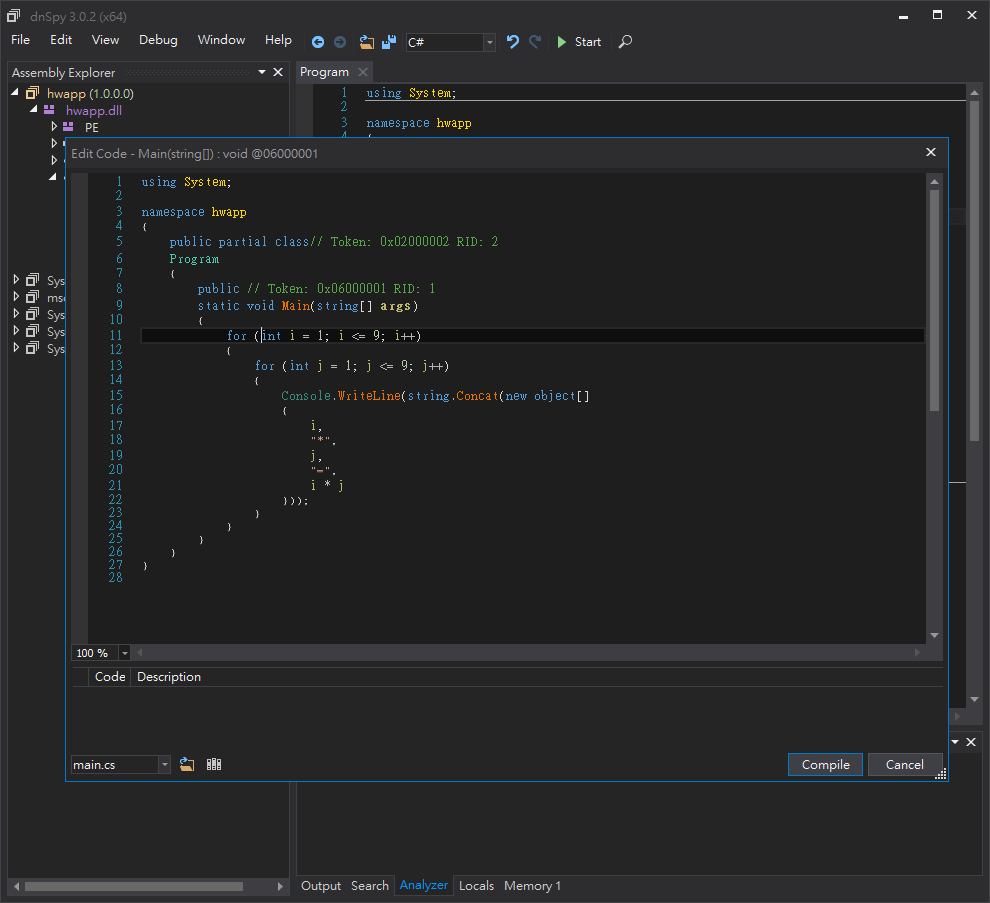 dnSpy 3.0.2 (x64)
File Edit View Debug Window Help C# Start
Assembly Explorer
hwapp (1.0.0.0)
hwapp.dll
PE
Sys
msc
Sys
Sys
Sys
Program
1 using System;
2
3 namespace hwapp
4 {
Edit Code - Main(string[]) : void @06000001
1 using System;
2
3 namespace hwapp
4 {
5 public partial class// Token: 0x02000002 RID: 2
6 Program
7 {
8 public // Token: 0x06000001 RID: 1
9 static void Main(string[] args)
10 {
11 for (int i = 1; i <= 9; i++)
12 {
13 for (int j = 1; j <= 9; j++)
14 {
15 Console.WriteLine(string.Concat(new object[]
16 {
17 i,
18 "*",
19 j,
20 "=",
21 i * j
22 }));
23 }
24 }
25 }
26 }
27 }
28
100 %
Code Description
main.cs
Compile Cancel
Output Search Analyzer Locals Memory 1